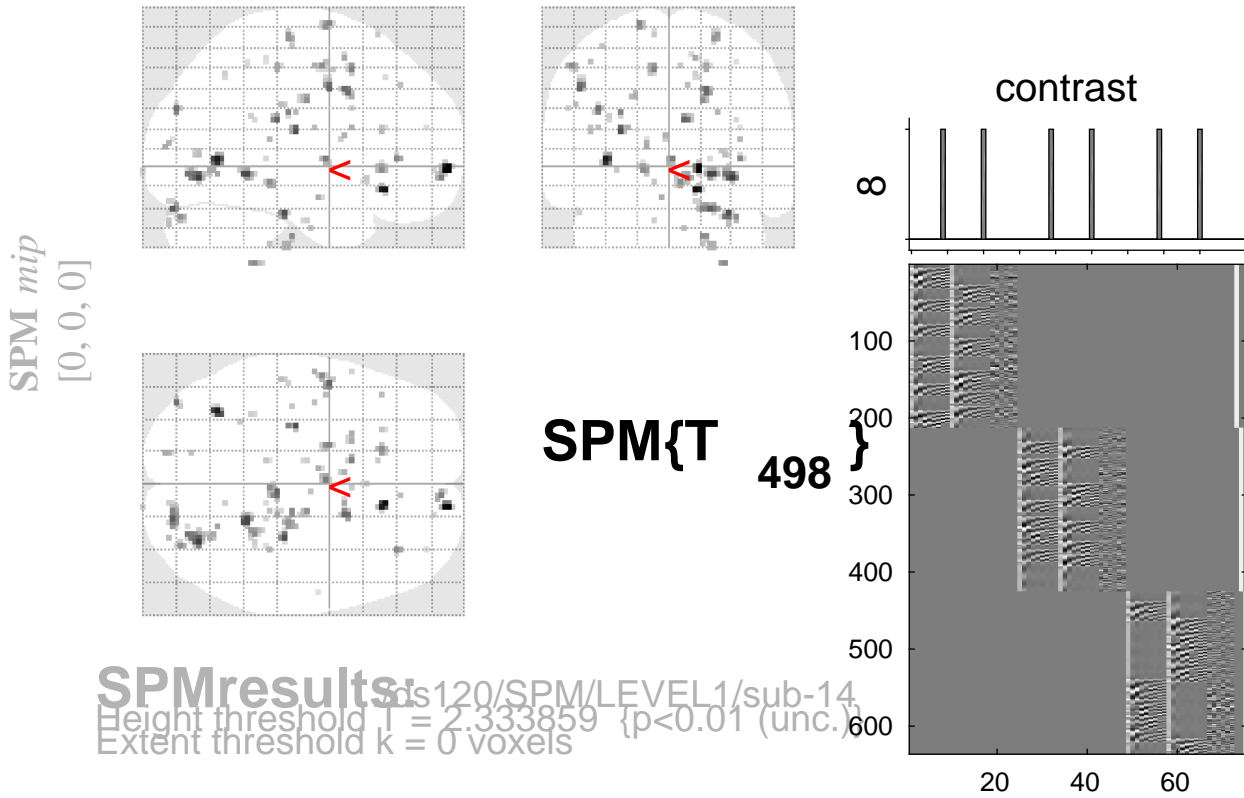 SPM mip
[0, 0, 0]
<
<
<
SPM{T 498}
contrast
8
100
200
300
400
500
600
20 40 60
SPMresults: /ds120/SPM/LEVEL1/sub-14
Height threshold T = 2.333859 {p<0.01 (unc.)}
Extent threshold k = 0 voxels